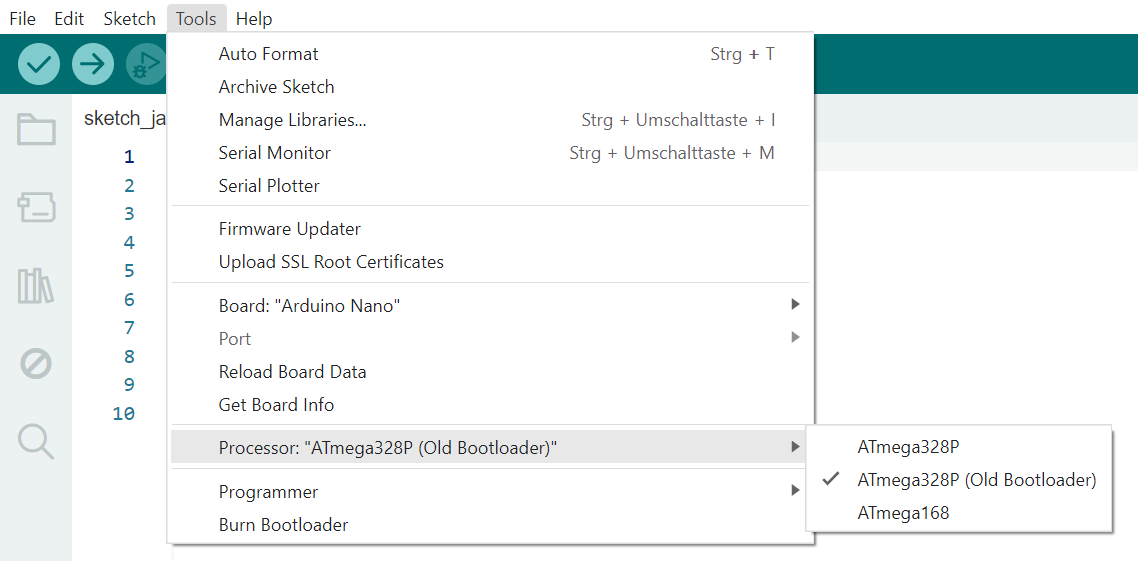 File Edit Sketch Tools Help
Auto Format Strg + T
Archive Sketch
sketch_ja
Manage Libraries... Strg + Umschalttaste + I
1
Serial Monitor Strg + Umschalttaste + M
2
Serial Plotter
3
Firmware Updater
4
Upload SSL Root Certificates
5
6
Board: "Arduino Nano"
7
Port
8
Reload Board Data
9
Get Board Info
10
Processor: "ATmega328P (Old Bootloader)"
ATmega328P
ATmega328P (Old Bootloader)
ATmega168
Programmer
Burn Bootloader